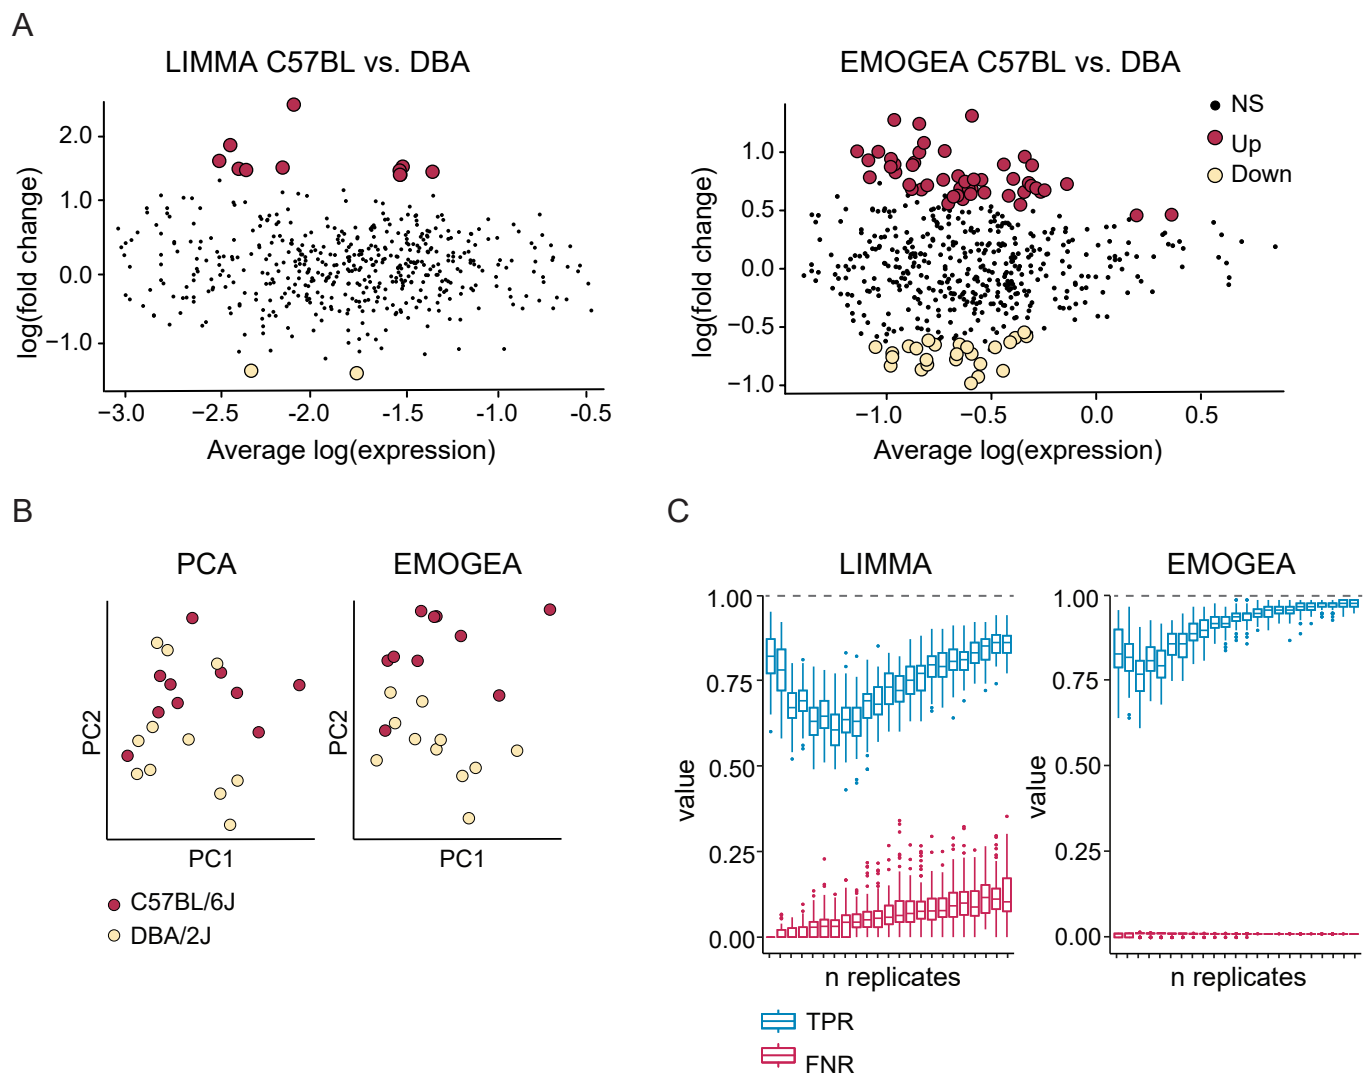 A
LIMMA C57BL vs. DBA
log(fold change)
2.0
1.0
0.0
−1.0
−3.0 −2.5 −2.0 −1.5 −1.0 -0.5
Average log(expression)
EMOGEA C57BL vs. DBA
NS
Up
Down
log(fold change)
1.0
0.5
0.0
−0.5
−1.0
−1.0 −0.5 0.0 0.5
Average log(expression)
B
PCA
PC2
PC1
EMOGEA
PC2
PC1
C57BL/6J
DBA/2J
C
LIMMA
value
1.00
0.75
0.50
0.25
0.00
n replicates
EMOGEA
value
1.00
0.75
0.50
0.25
0.00
n replicates
TPR
FNR